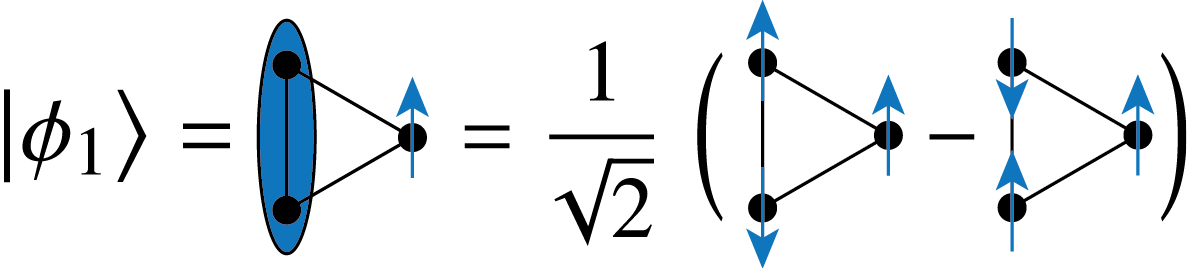 |ϕ₁⟩ = = 1/√2 ( − )